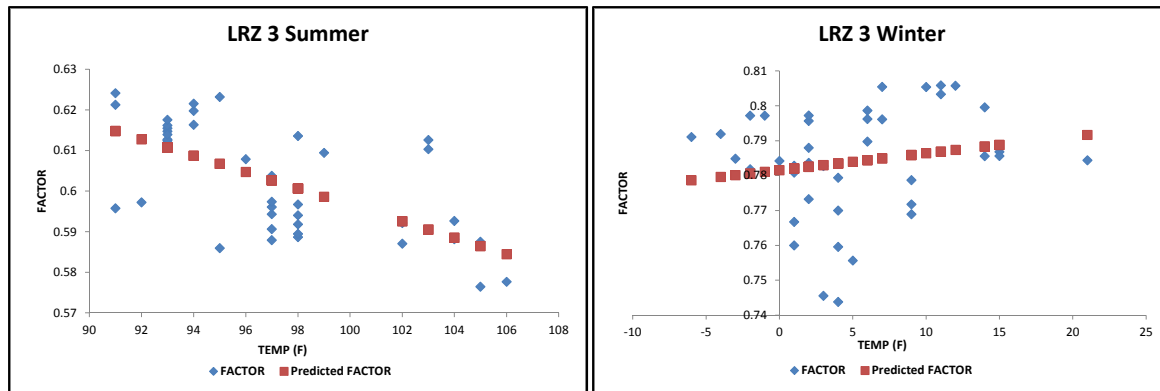 LRZ 3 Summer
0.63
0.62
0.61
0.6
0.59
0.58
0.57
FACTOR
90 92 94 96 98 100 102 104 106 108
TEMP (F)
FACTOR Predicted FACTOR
LRZ 3 Winter
0.81
0.8
0.79
0.78
0.77
0.76
0.75
0.74
FACTOR
-10 -5 0 5 10 15 20 25
TEMP (F)
FACTOR Predicted FACTOR